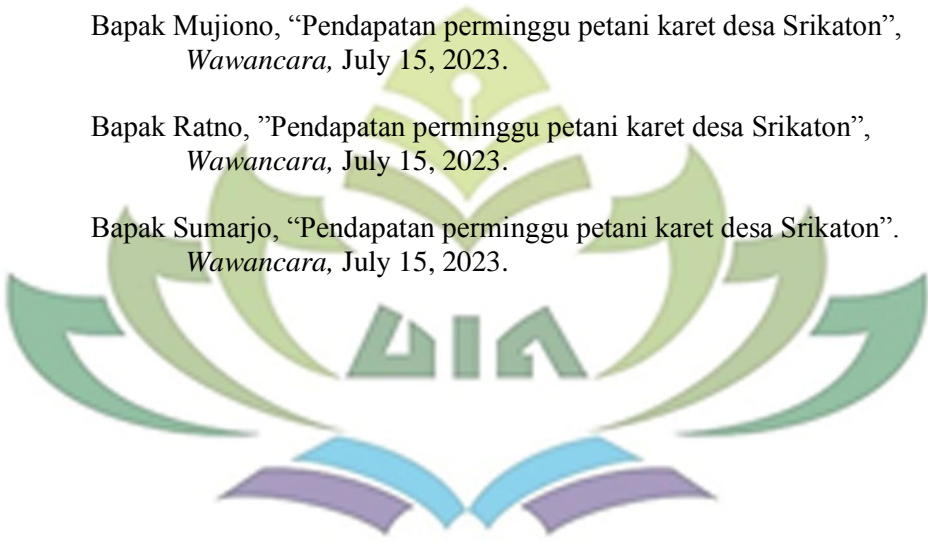 Bapak Mujiono, “Pendapatan perminggu petani karet desa Srikaton”,
Wawancara, July 15, 2023.
Bapak Ratno, ”Pendapatan perminggu petani karet desa Srikaton”,
Wawancara, July 15, 2023.
Bapak Sumarjo, “Pendapatan perminggu petani karet desa Srikaton”.
Wawancara, July 15, 2023.
UIN